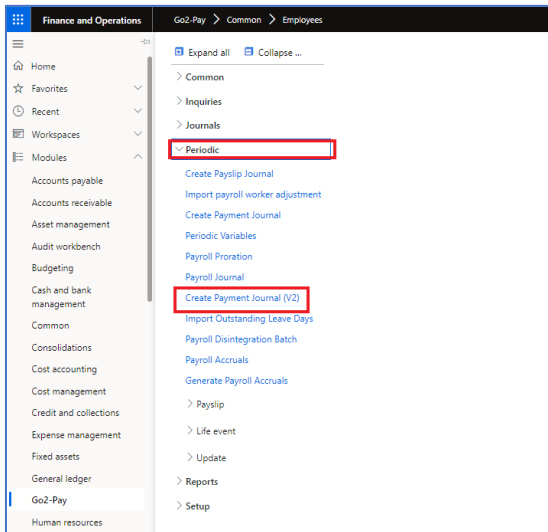 Finance and Operations
Go2-Pay > Common > Employees
Home
Favorites
Recent
Workspaces
Modules
Accounts payable
Accounts receivable
Asset management
Audit workbench
Budgeting
Cash and bank
management
Common
Consolidations
Cost accounting
Cost management
Credit and collections
Expense management
Fixed assets
General ledger
Go2-Pay
Human resources
Expand all
Collapse ...
Common
Inquiries
Journals
Periodic
Create Payslip Journal
Import payroll worker adjustment
Create Payment Journal
Periodic Variables
Payroll Proration
Payroll Journal
Create Payment Journal (V2)
Import Outstanding Leave Days
Payroll Disintegration Batch
Payroll Accruals
Generate Payroll Accruals
Payslip
Life event
Update
Reports
Setup